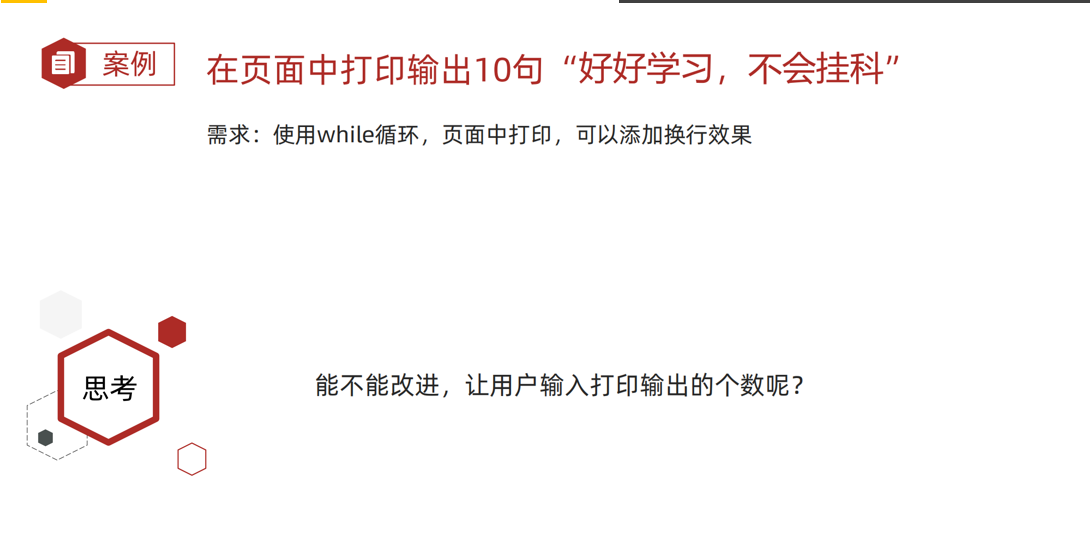 案例
在页面中打印输出10句“好好学习，不会挂科”
需求：使用while循环，页面中打印，可以添加换行效果
思考
能不能改进，让用户输入打印输出的个数呢？